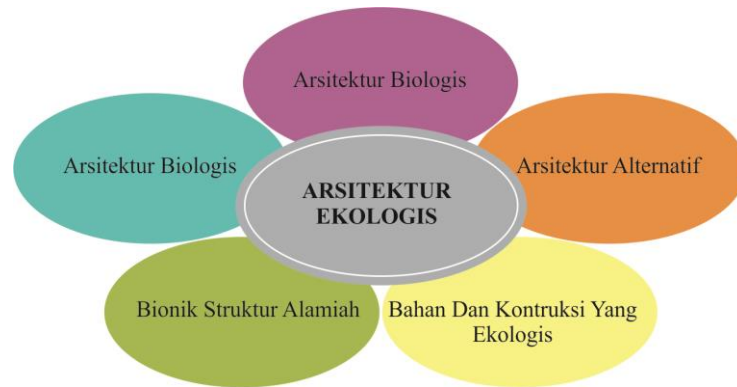 Arsitektur Biologis
Arsitektur Biologis
Arsitektur Alternatif
ARSITEKTUR
EKOLOGIS
Bionik Struktur Alamiah
Bahan Dan Kontruksi Yang
Ekologis